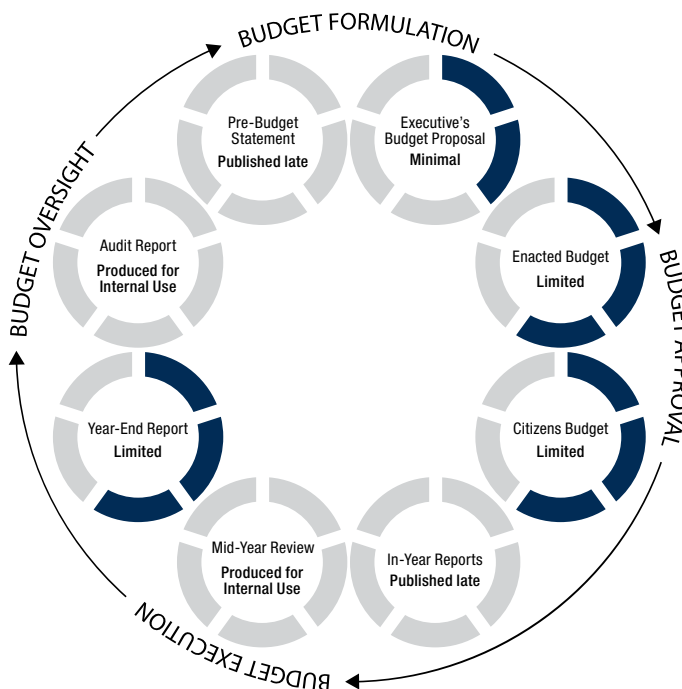 BUDGET FORMULATION
Pre-Budget
Statement
Published late
Executive's
Budget Proposal
Minimal
Enacted Budget
Limited
BUDGET APPROVAL
Citizens Budget
Limited
In-Year Reports
Published late
Mid-Year Review
Produced for
Internal Use
BUDGET EXECUTION
Year-End Report
Limited
Audit Report
Produced for
Internal Use
BUDGET OVERSIGHT